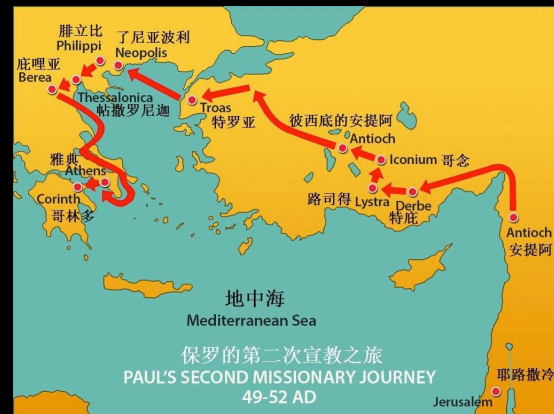 腓立比
Philippi
了尼亚波利
Neopolis
庇哩亚
Berea
Thessalonica
帖撒罗尼迦
Troas
特罗亚
彼西底的安提阿
Antioch
Iconium 哥念
雅典
Athens
Corinth
哥林多
路司得
Lystra
Derbe
特庇
Antioch
安提阿
地中海
Mediterranean Sea
保罗的第二次宣教之旅
PAUL'S SECOND MISSIONARY JOURNEY
49-52 AD
耶路撒冷
Jerusalem